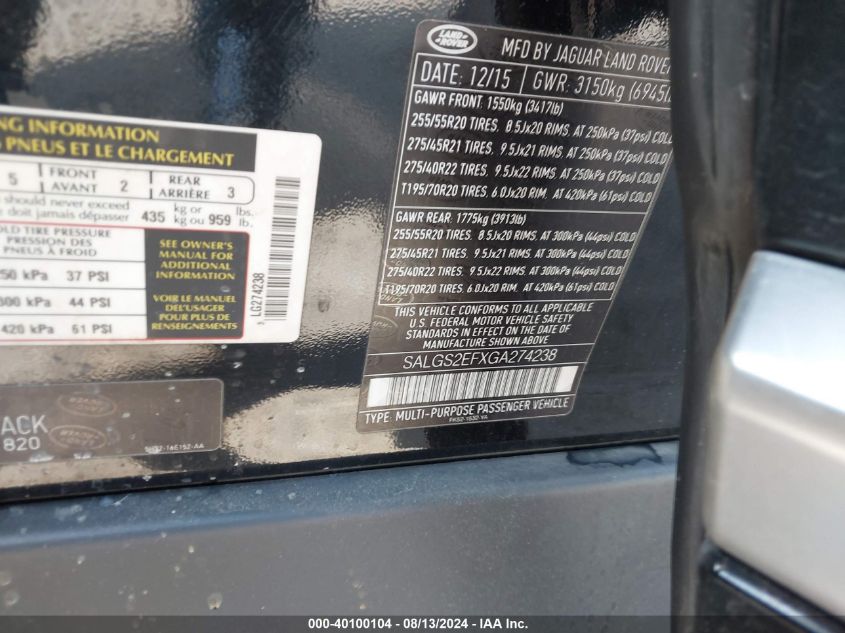 NG INFORMATION
PNEUS ET LE CHARGEMENT
5 FRONT AVANT 2 REAR ARRIÈRE 3
should never exceed
doit jamais dépasser 435 kg or kg ou 959 lbs. lb.
OLD TIRE PRESSURE
PRESSION DES
PNEUS À FROID
250 kPa 37 PSI
300 kPa 44 PSI
420 kPa 61 PSI
SEE OWNER'S
MANUAL FOR
ADDITIONAL
INFORMATION
VOIR LE MANUEL
DE L'USAGER
POUR PLUS DE
RENSEIGNEMENTS
LG274238
ACK
820
LAND ROVER
MFD BY JAGUAR LAND ROVER
DATE: 12/15 GWR: 3150kg (6945l
GAWR FRONT: 1550kg (3417lb)
255/55R20 TIRES. 8.5Jx20 RIMS. AT 250kPa (37psi) COLD
275/45R21 TIRES. 9.5Jx21 RIMS. AT 250kPa (37psi) COLD
275/40R22 TIRES. 9.5Jx22 RIMS. AT 250kPa (37psi) COLD
T195/70R20 TIRES. 6.0Jx20 RIM. AT 420kPa (61psi) COLD
GAWR REAR: 1775kg (3913lb)
255/55R20 TIRES. 8.5Jx20 RIMS. AT 300kPa (44psi) COLD
275/45R21 TIRES. 9.5Jx21 RIMS. AT 300kPa (44psi) COLD
275/40R22 TIRES. 9.5Jx22 RIMS. AT 300kPa (44psi) COLD
T195/70R20 TIRES. 6.0Jx20 RIM. AT 420kPa (61psi) COLD
THIS VEHICLE CONFORMS TO ALL APPLICABLE
U.S. FEDERAL MOTOR VEHICLE SAFETY
STANDARDS IN EFFECT ON THE DATE OF
MANUFACTURE SHOWN ABOVE.
SALGS2EFXGA274238
TYPE: MULTI-PURPOSE PASSENGER VEHICLE
000-40100104 - 08/13/2024 - IAA Inc.